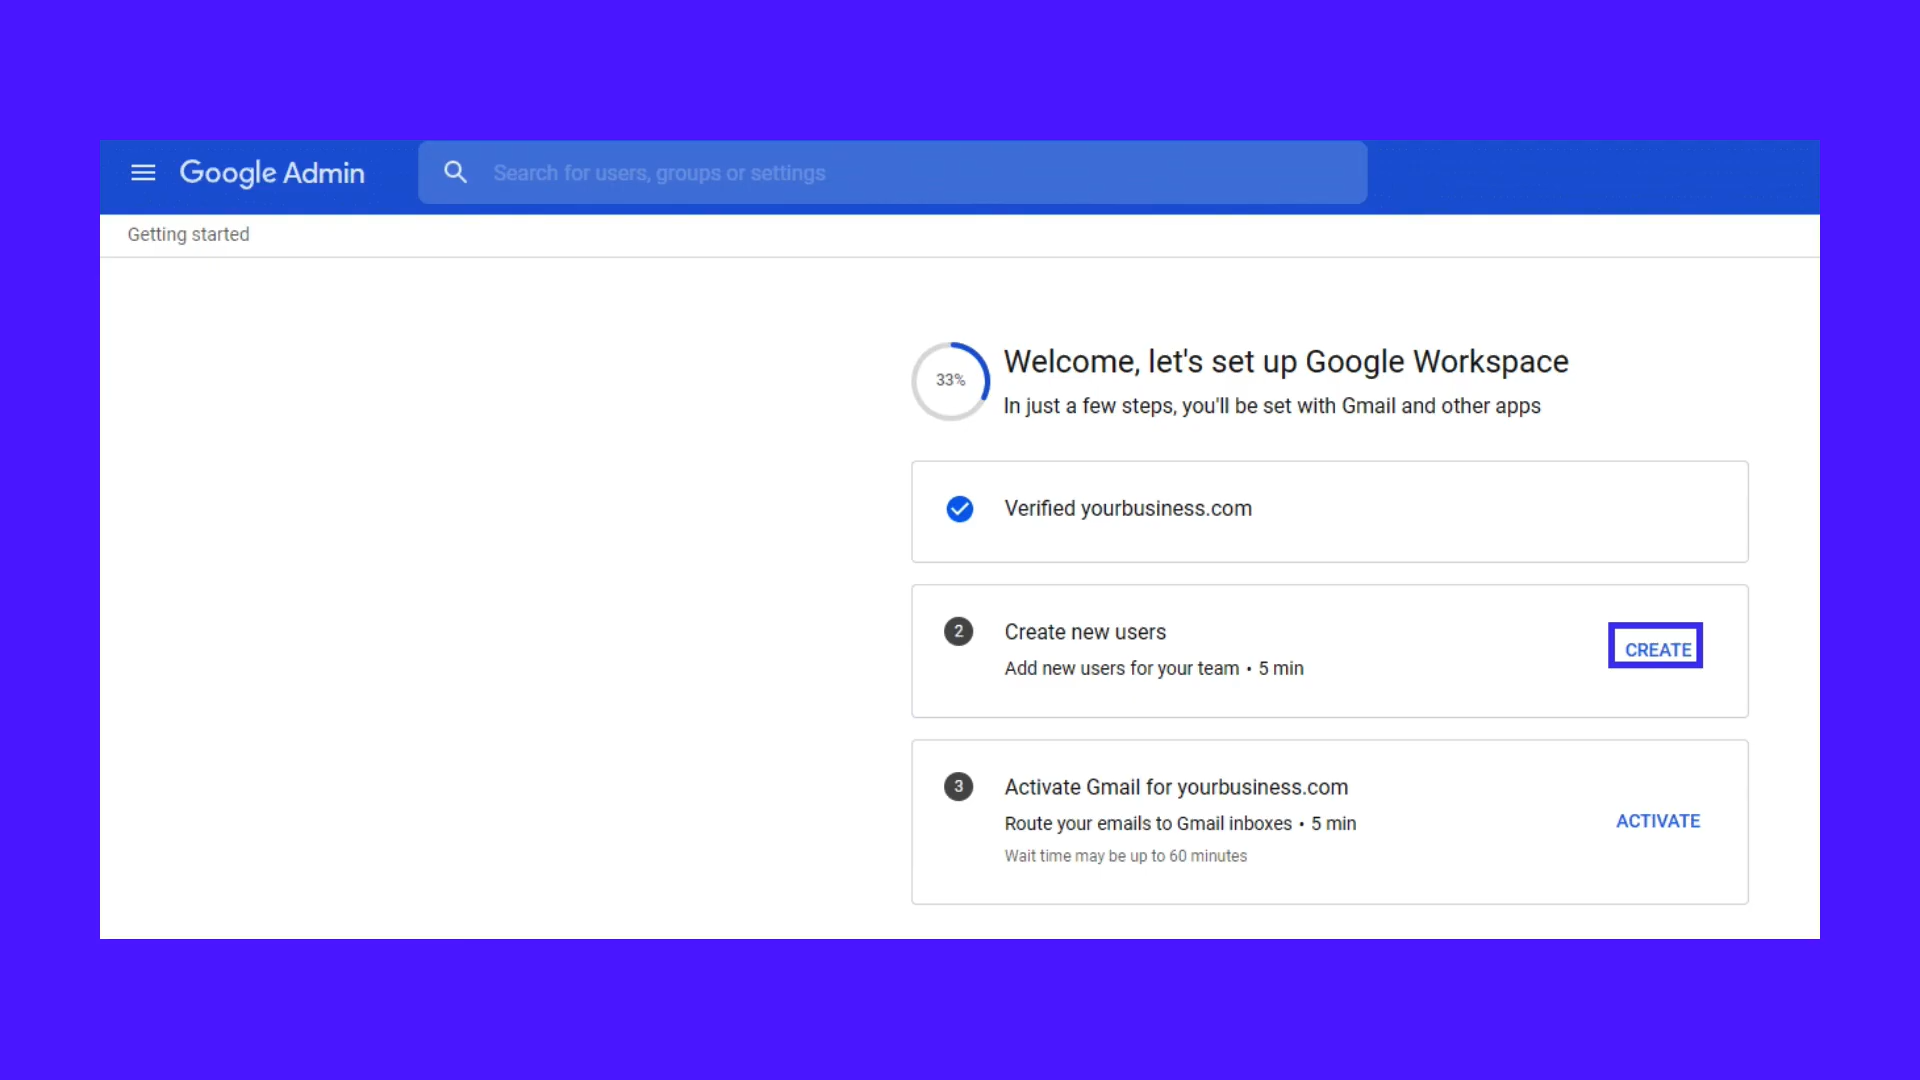 Google Admin
Search for users, groups or settings
Getting started
33%
Welcome, let's set up Google Workspace
In just a few steps, you'll be set with Gmail and other apps
Verified yourbusiness.com
2
Create new users
Add new users for your team • 5 min
CREATE
3
Activate Gmail for yourbusiness.com
Route your emails to Gmail inboxes • 5 min
Wait time may be up to 60 minutes
ACTIVATE